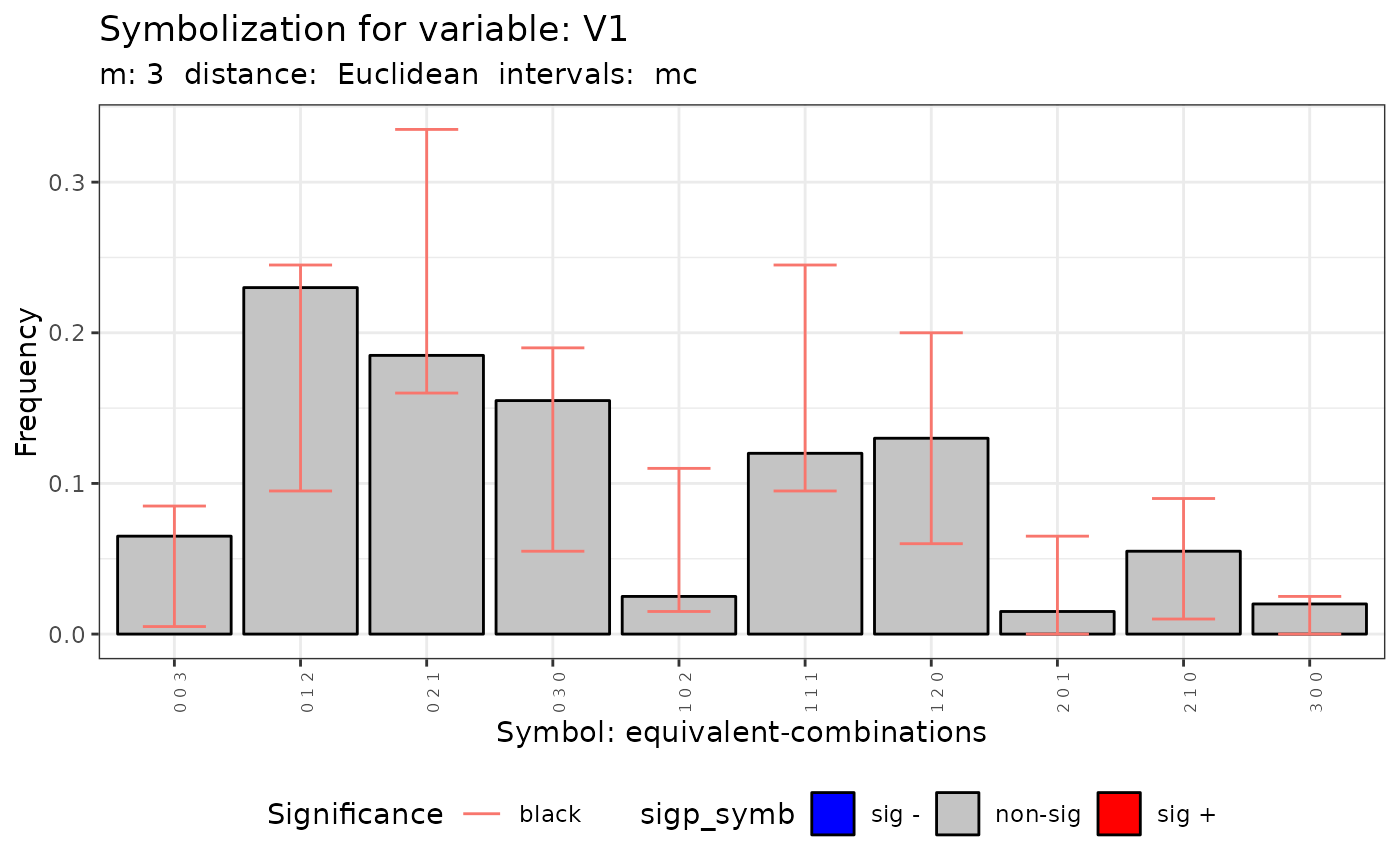 Symbolization for variable: V1
m: 3  distance:  Euclidean  intervals:  mc
Frequency
0.3
0.2
0.1
0.0
0 0 3
0 1 2
0 2 1
0 3 0
1 0 2
1 1 1
1 2 0
2 0 1
2 1 0
3 0 0
Symbol: equivalent-combinations
Significance black sigp_symb sig - non-sig sig +